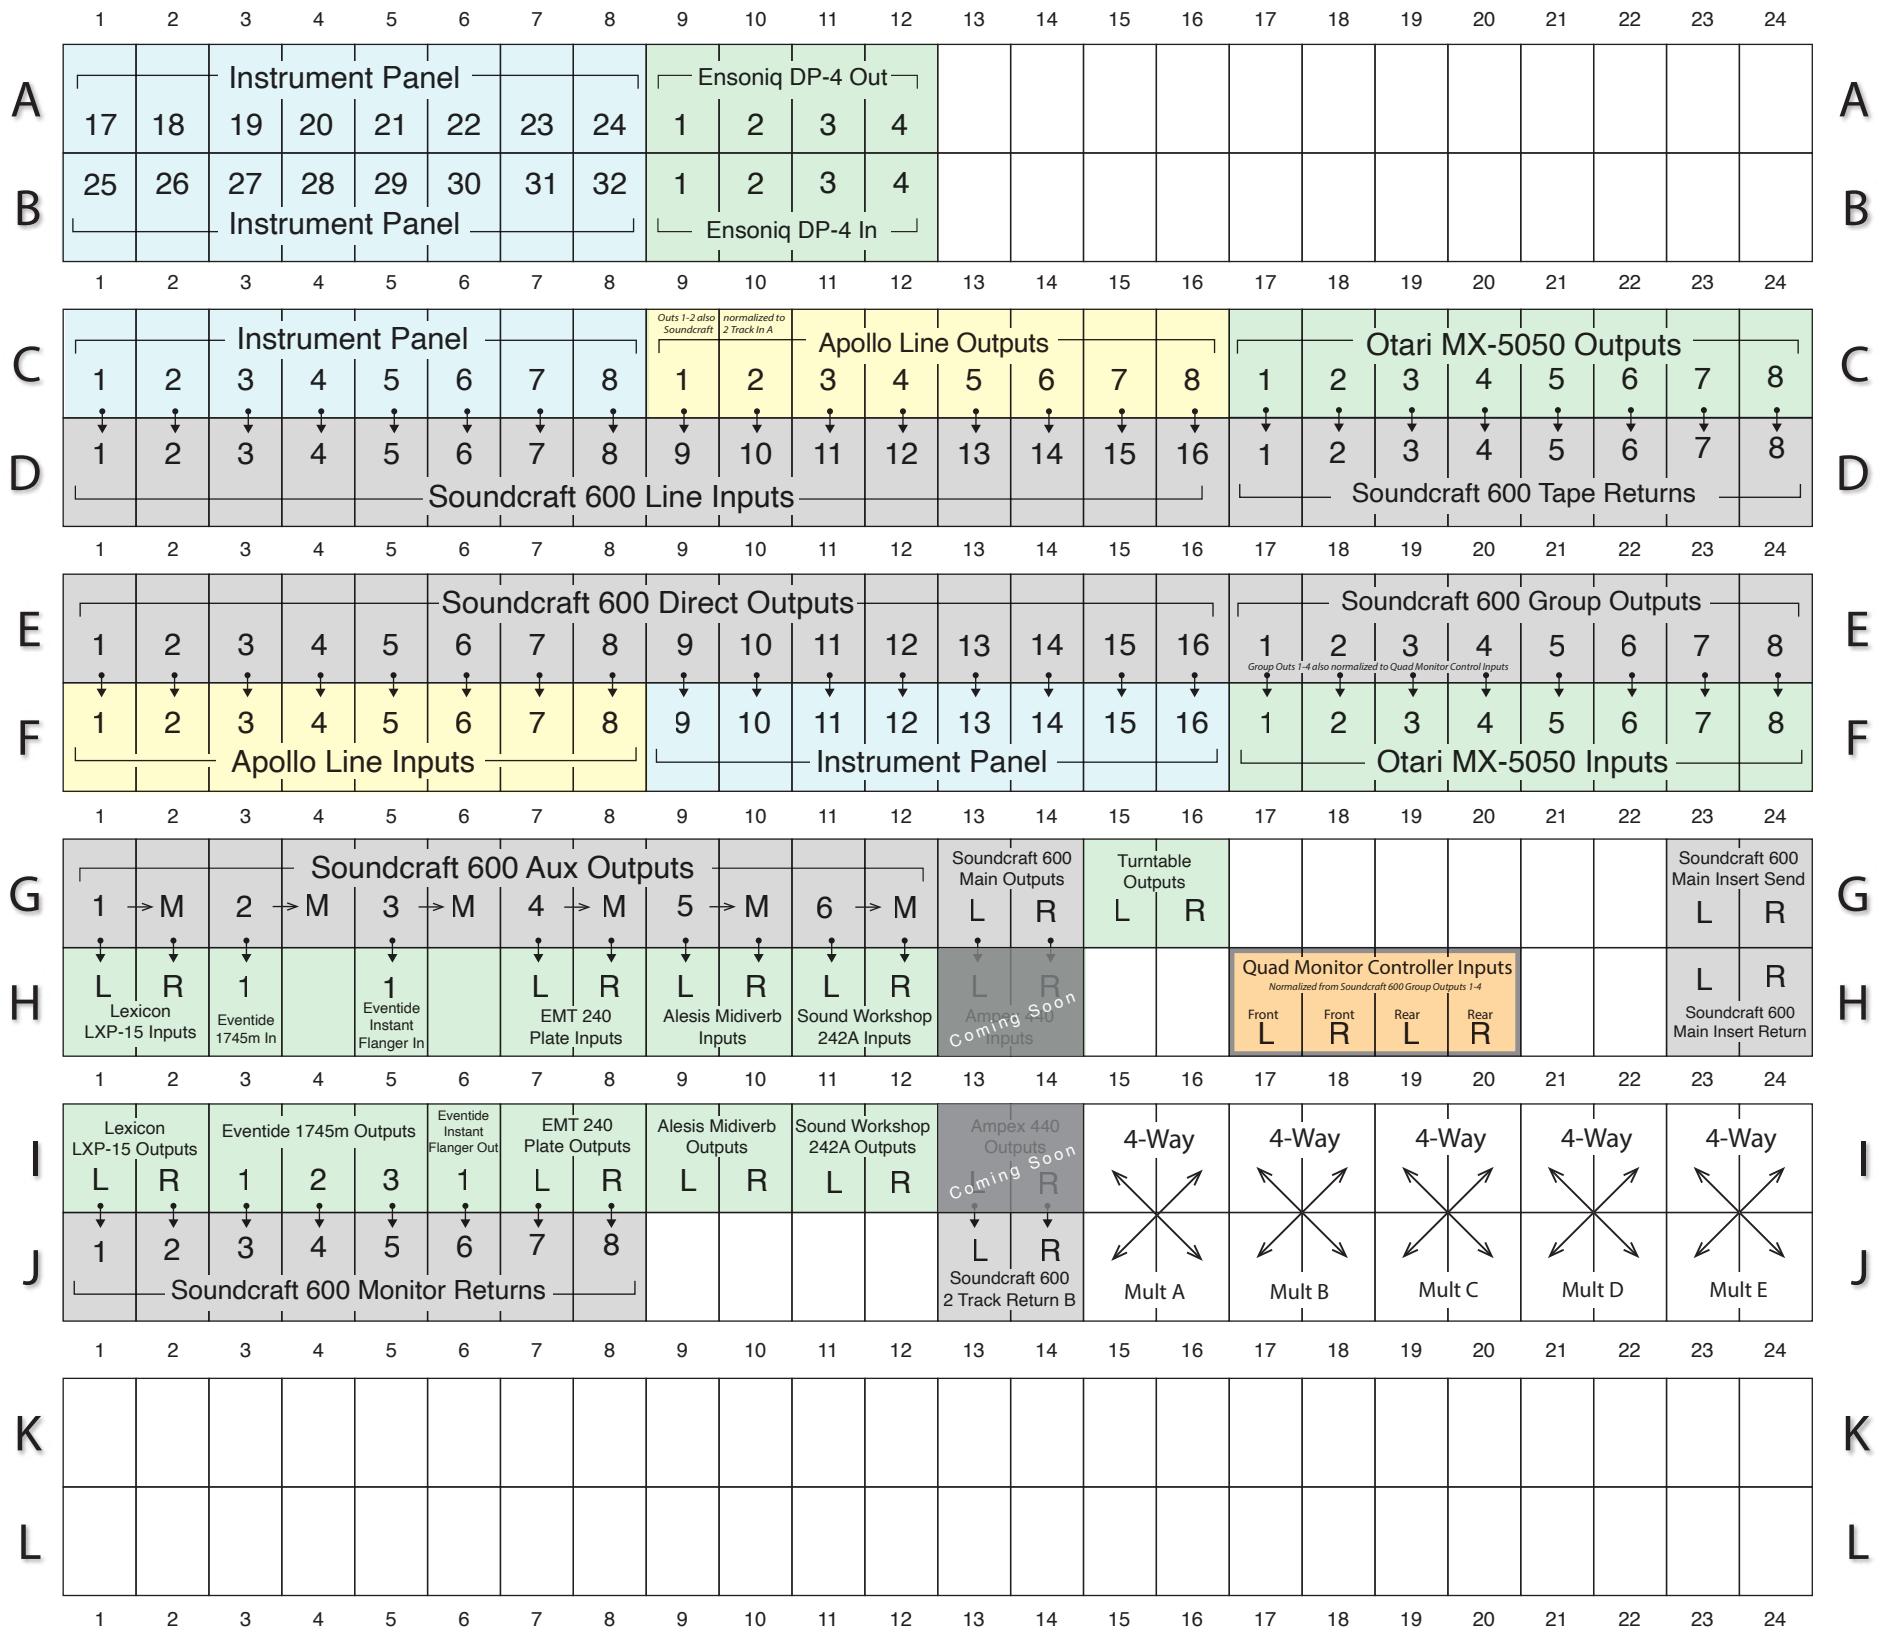 1 2 3 4 5 6 7 8 9 10 11 12 13 14 15 16 17 18 19 20 21 22 23 24
A Instrument Panel Ensoniq DP-4 Out A
17 18 19 20 21 22 23 24 1 2 3 4
B 25 26 27 28 29 30 31 32 1 2 3 4 B
Instrument Panel Ensoniq DP-4 In
1 2 3 4 5 6 7 8 9 10 11 12 13 14 15 16 17 18 19 20 21 22 23 24
Outs 1-2 also normalized to
Soundcraft 2 Track In A
C Instrument Panel Apollo Line Outputs Otari MX-5050 Outputs C
1 2 3 4 5 6 7 8 1 2 3 4 5 6 7 8 1 2 3 4 5 6 7 8
D 1 2 3 4 5 6 7 8 9 10 11 12 13 14 15 16 1 2 3 4 5 6 7 8 D
Soundcraft 600 Line Inputs Soundcraft 600 Tape Returns
1 2 3 4 5 6 7 8 9 10 11 12 13 14 15 16 17 18 19 20 21 22 23 24
E Soundcraft 600 Direct Outputs Soundcraft 600 Group Outputs E
1 2 3 4 5 6 7 8 9 10 11 12 13 14 15 16 1 2 3 4 5 6 7 8
Group Outs 1-4 also normalized to Quad Monitor Control Inputs
F 1 2 3 4 5 6 7 8 9 10 11 12 13 14 15 16 1 2 3 4 5 6 7 8 F
Apollo Line Inputs Instrument Panel Otari MX-5050 Inputs
1 2 3 4 5 6 7 8 9 10 11 12 13 14 15 16 17 18 19 20 21 22 23 24
G Soundcraft 600 Aux Outputs G
1 M 2 M 3 M 4 M 5 M 6 M
Soundcraft 600
Main Outputs
L R
Turntable
Outputs
L R
Soundcraft 600
Main Insert Send
L R
H H
L R
Lexicon
LXP-15 Inputs
1
Eventide
1745m In
1
Eventide
Instant
Flanger In
L R
EMT 240
Plate Inputs
L R
Alesis Midiverb
Inputs
L R
Sound Workshop
242A Inputs
L R
Ampex 440
Inputs
Coming Soon
Quad Monitor Controller Inputs
Normalized from Soundcraft 600 Group Outputs 1-4
Front Front Rear Rear
L R L R
L R
Soundcraft 600
Main Insert Return
1 2 3 4 5 6 7 8 9 10 11 12 13 14 15 16 17 18 19 20 21 22 23 24
I I
Lexicon
LXP-15 Outputs
L R
Eventide 1745m Outputs
1 2 3
Eventide
Instant
Flanger Out
1
EMT 240
Plate Outputs
L R
Alesis Midiverb
Outputs
L R
Sound Workshop
242A Outputs
L R
Ampex 440
Outputs
L R
Coming Soon
4-Way 4-Way 4-Way 4-Way 4-Way
J 1 2 3 4 5 6 7 8 L R J
Soundcraft 600 Monitor Returns
Soundcraft 600
2 Track Return B
Mult A Mult B Mult C Mult D Mult E
1 2 3 4 5 6 7 8 9 10 11 12 13 14 15 16 17 18 19 20 21 22 23 24
K K
L L
1 2 3 4 5 6 7 8 9 10 11 12 13 14 15 16 17 18 19 20 21 22 23 24